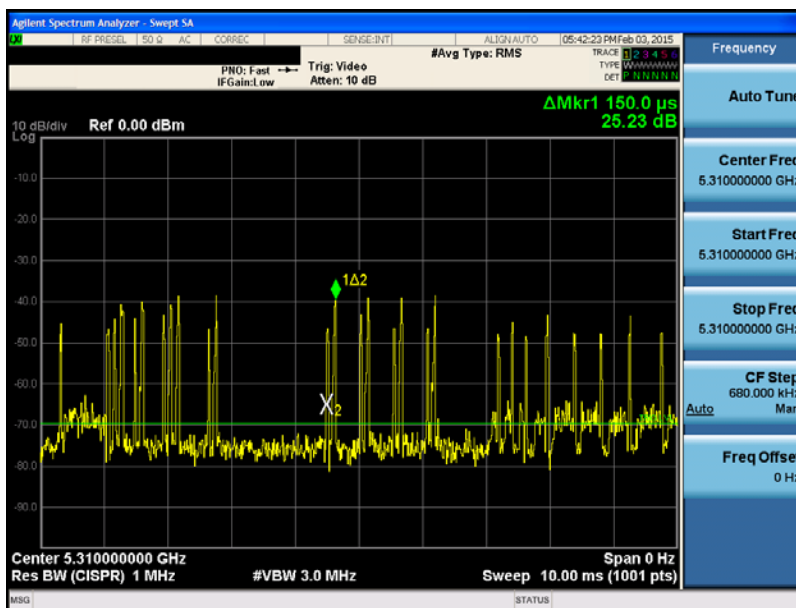 Agilent Spectrum Analyzer - Swept SA
LXI RF PRESEL 50 Ω AC CORREC SENSE:INT ALIGNAUTO 05:42:23 PMFeb 03, 2015
#Avg Type: RMS
TRACE 1 2 3 4 5 6
PNO: Fast Trig: Video TYPE
IFGain:Low Atten: 10 dB DET P N N N N N
ΔMkr1 150.0 µs
25.23 dB
10 dB/div Ref 0.00 dBm
Log
-10.0
-20.0
-30.0
-40.0
-50.0
-60.0
-70.0
-80.0
-90.0
1Δ2
X2
Center 5.310000000 GHz Span 0 Hz
Res BW (CISPR) 1 MHz #VBW 3.0 MHz Sweep 10.00 ms (1001 pts)
MSG STATUS
Frequency
Auto Tune
Center Freq
5.310000000 GHz
Start Freq
5.310000000 GHz
Stop Freq
5.310000000 GHz
CF Step
680.000 kHz
Auto Man
Freq Offset
0 Hz